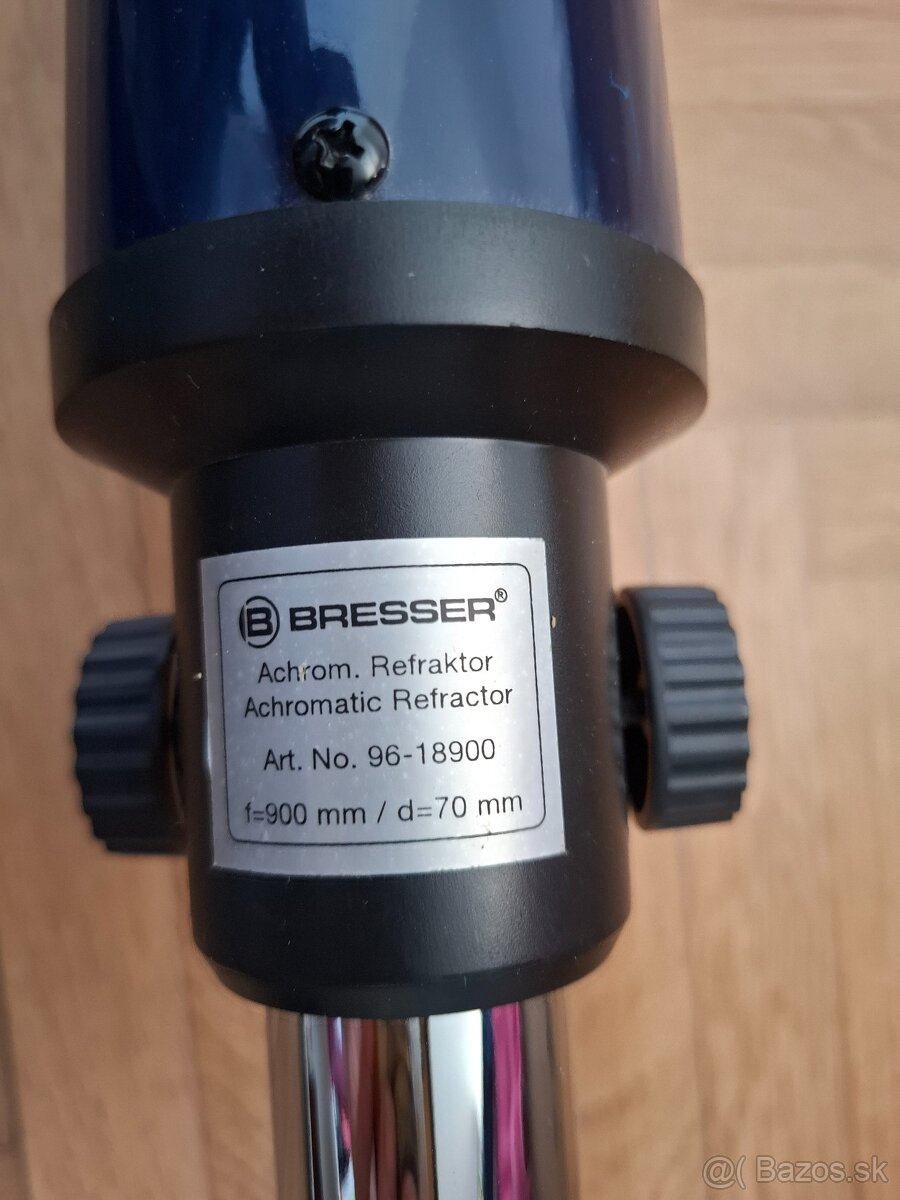 B BRESSER®
Achrom. Refraktor
Achromatic Refractor
Art. No. 96-18900
f=900 mm / d=70 mm
@( Bazos.sk